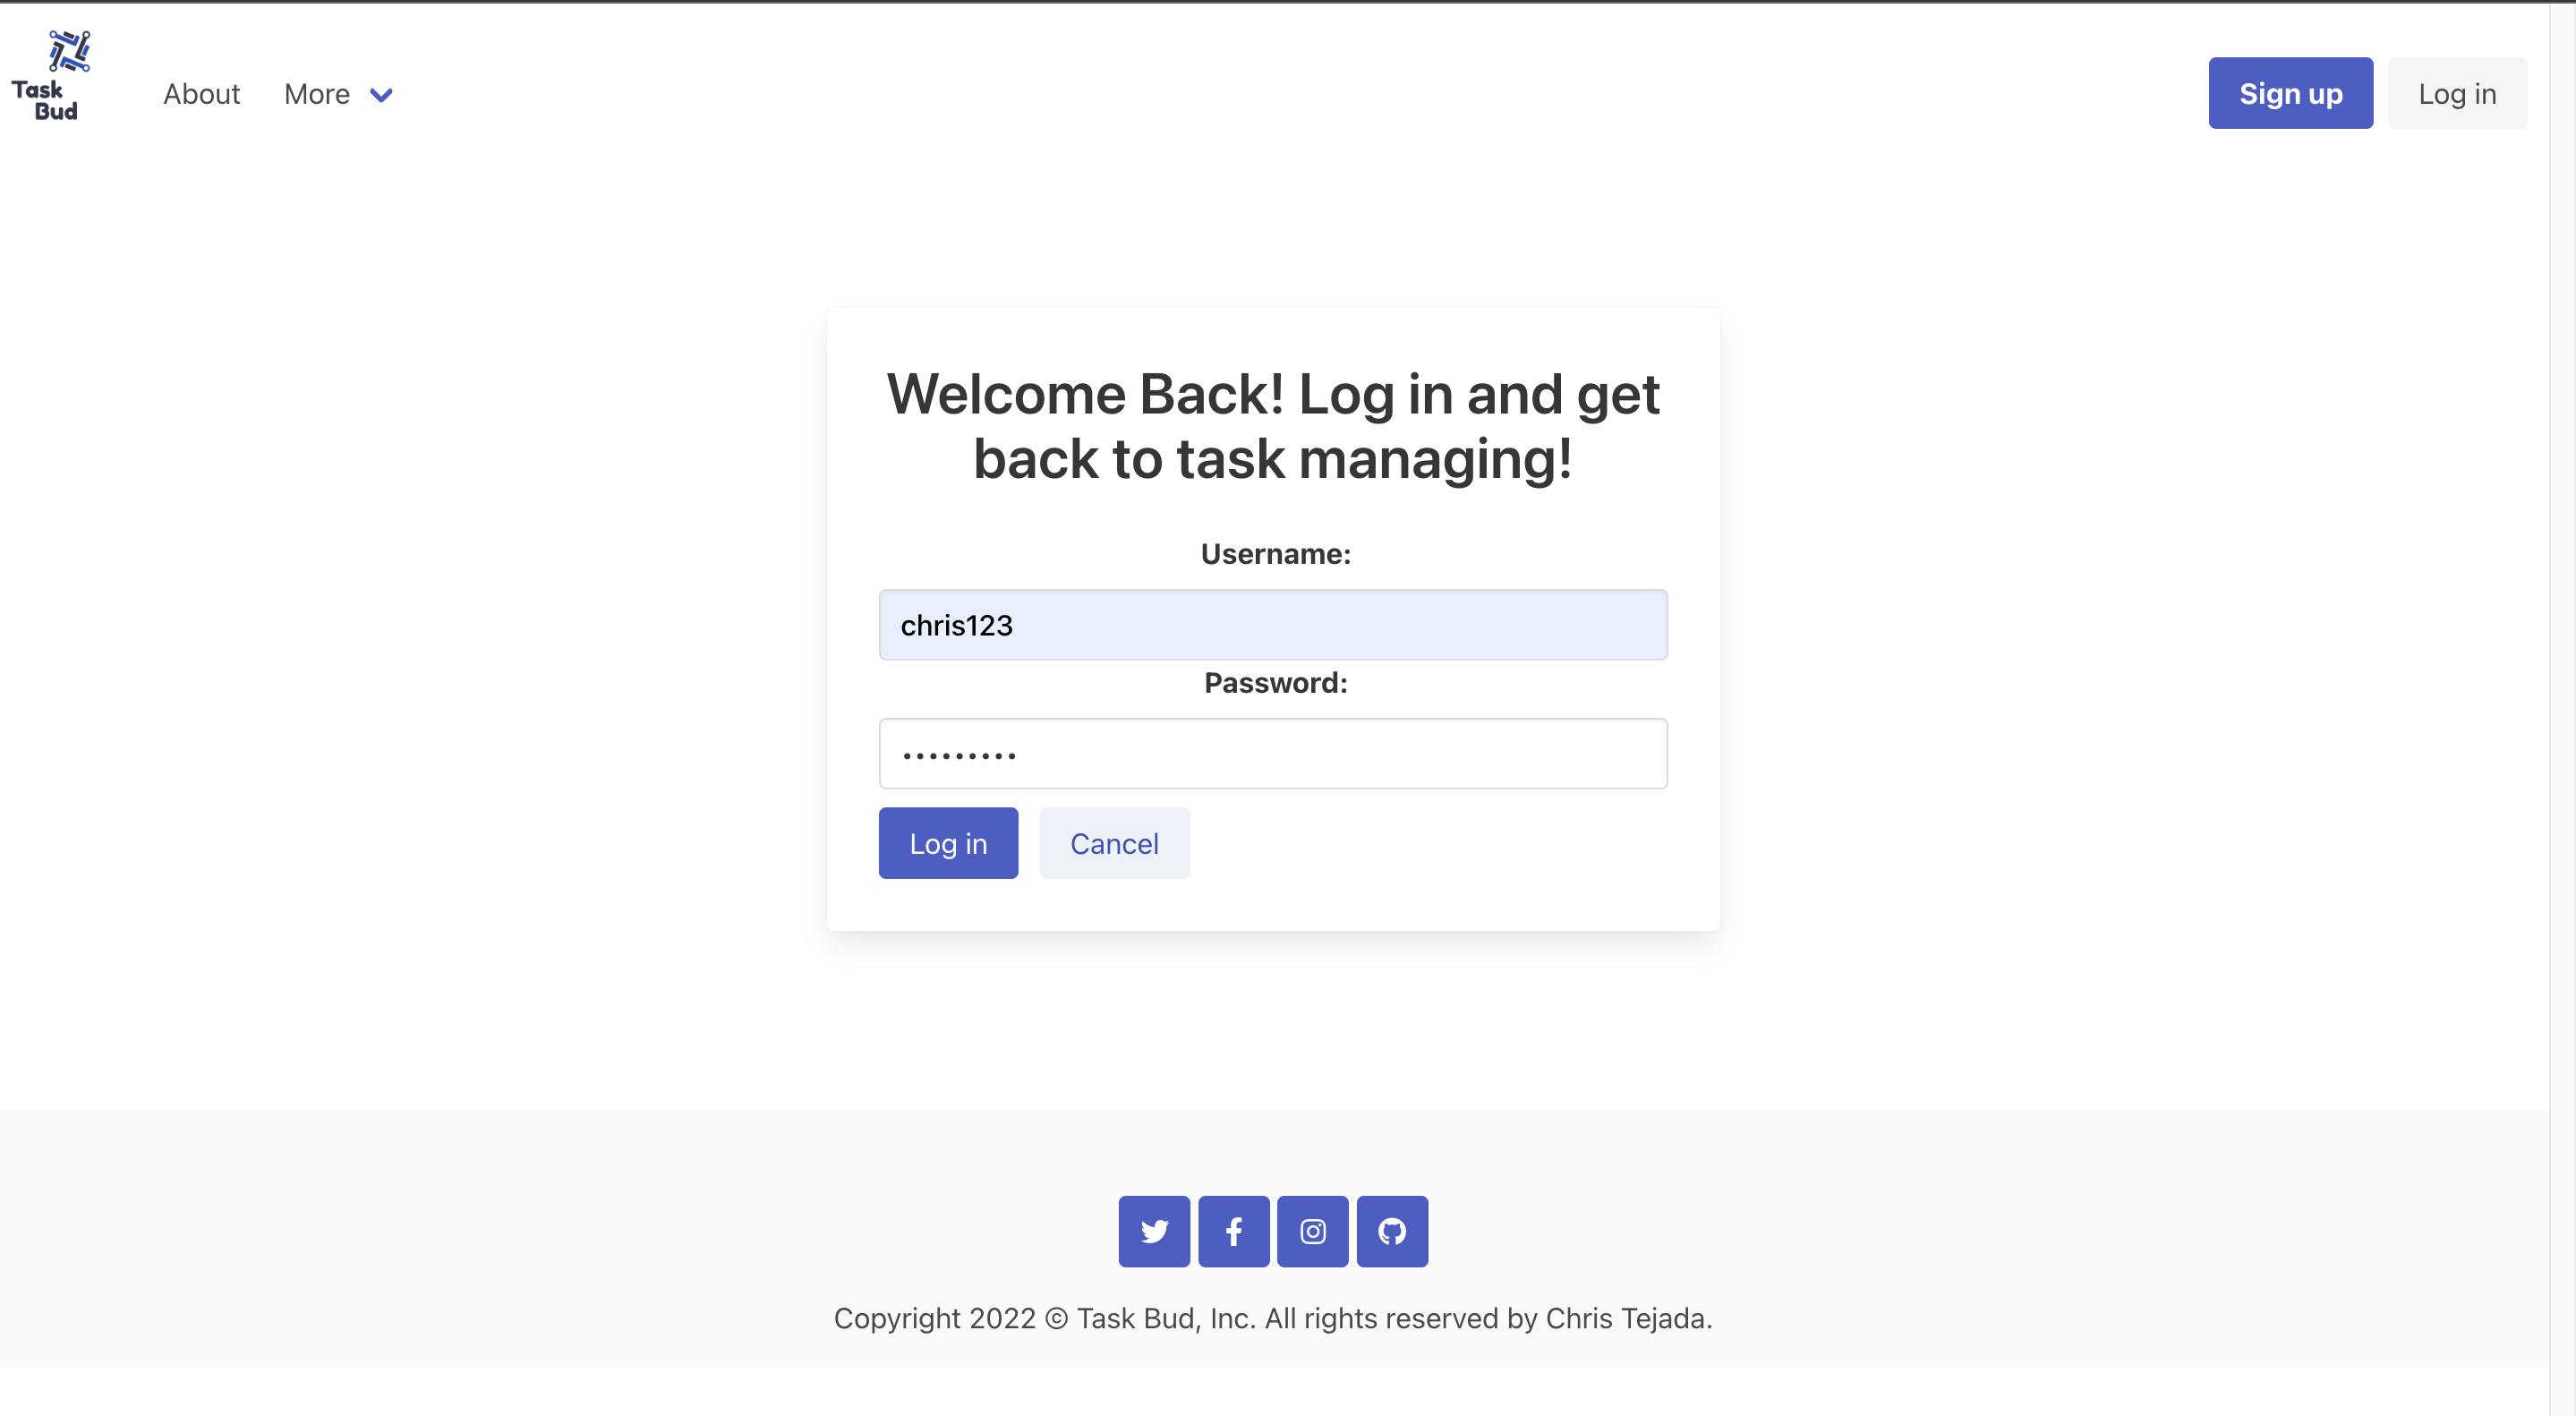 Task
Bud
About
More
Sign up
Log in
Welcome Back! Log in and get
back to task managing!
Username:
chris123
Password:
•••••••••
Log in
Cancel
Copyright 2022 © Task Bud, Inc. All rights reserved by Chris Tejada.